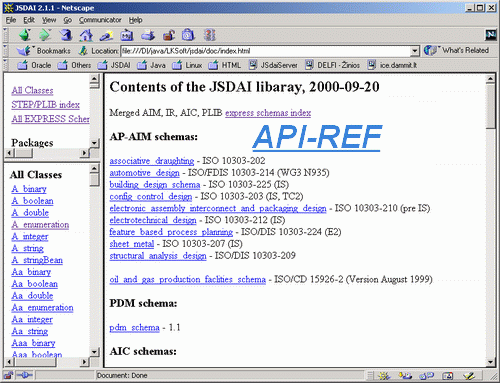 JSDAI 2.1.1 - Netscape
File Edit View Go Communicator Help
Bookmarks Location: file:///D|/java/LKSoft/jsdai/doc/index.html What's Related
Oracle Others JSDAI Java Linux HTML JSdaiServer DELFI - Žinios ice.dammit.lt
All Classes
STEP/PLIB index
All EXPRESS Scher
Packages
All Classes
A_binary
A_boolean
A_double
A_enumeration
A_integer
A_string
A_stringBean
Aa_binary
Aa_boolean
Aa_double
Aa_enumeration
Aa_integer
Aa_string
Aaa_binary
Aaa_boolean
Contents of the JSDAI libaray, 2000-09-20
Merged AIM, IR, AIC, PLIB express schemas index
API-REF
AP-AIM schemas:
associative_draughting - ISO 10303-202
automotive_design - ISO/FDIS 10303-214 (WG3 N935)
building_design_schema - ISO 10303-225 (IS)
config_control_design - ISO 10303-203 (IS, TC2)
electronic_assembly_interconnect_and_packaging_design - ISO 10303-210 (pre IS)
electrotechnical_design - ISO 10303-212 (IS)
feature_based_process_planning - ISO/DIS 10303-224 (E2)
sheet_metal - ISO 10303-207 (IS)
structural_analysis_design - ISO/DIS 10303-209
oil_and_gas_production_faclities_schema - ISO/CD 15926-2 (Version August 1999)
PDM schema:
pdm_schema - 1.1
AIC schemas:
Document: Done